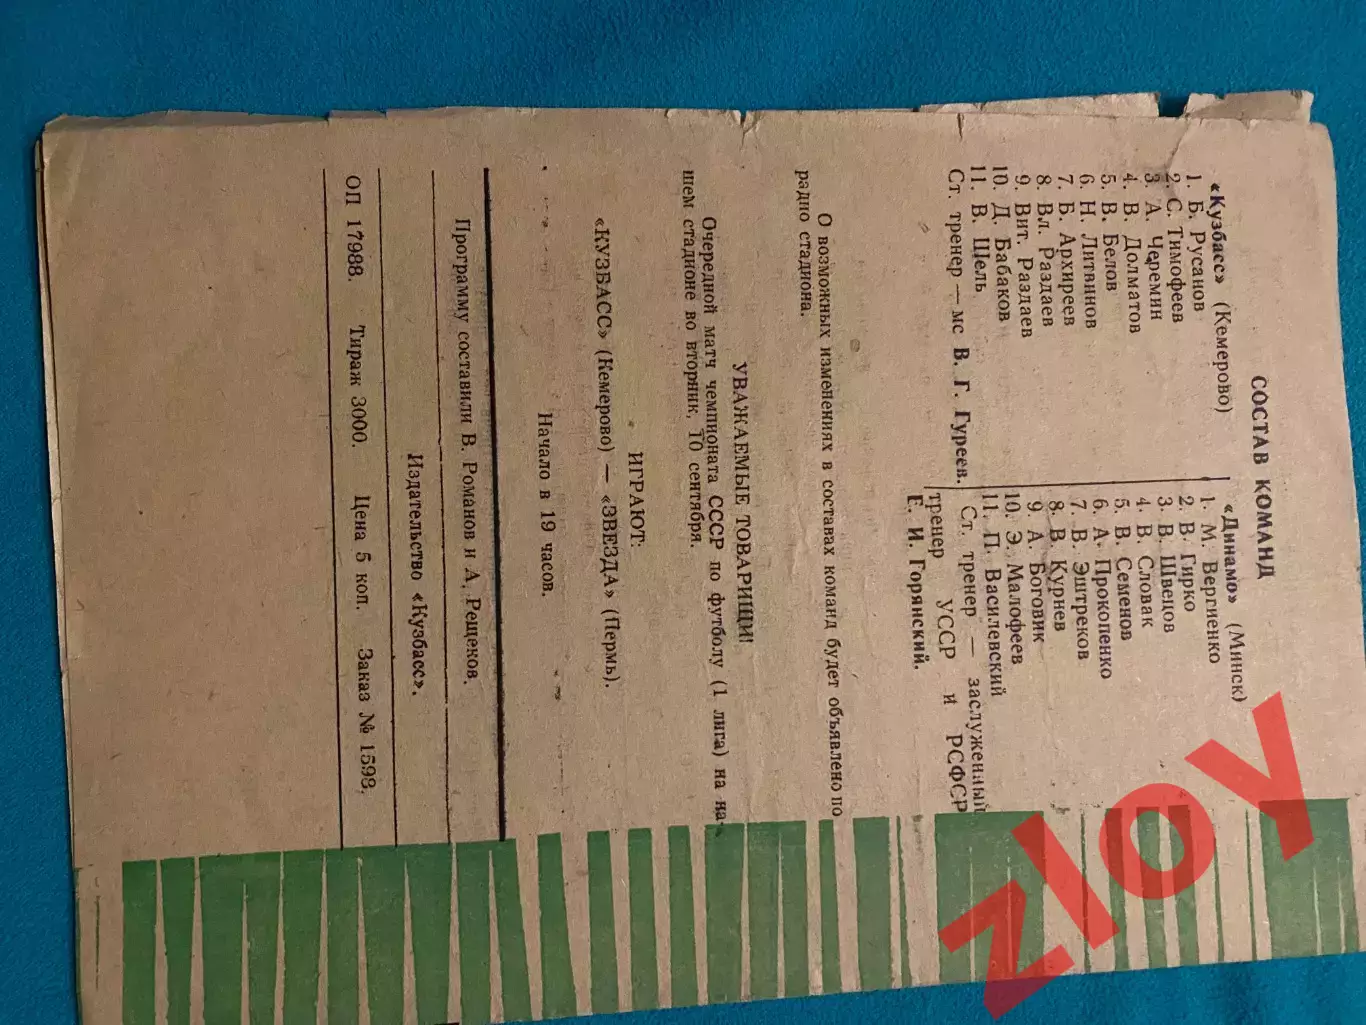 СОСТАВ КОМАНД
«Кузбасс» (Кемерово)
1. Б. Русанов
2. С. Тимофеев
3. А. Черемин
4. В. Долматов
5. В. Белов
6. Н. Литвинов
7. Б. Архиреев
8. Вл. Раздаев
9. Вит. Раздаев
10. Д. Бабаков
11. В. Шель
Ст. тренер — мс В. Г. Гуреев.
«Динамо» (Минск)
1. М. Вергиенко
2. В. Гирко
3. В. Швецов
4. В. Словак
5. В. Семенов
6. А. Прокопенко
7. В. Эштреков
8. В. Курнев
9. А. Боговик
10. Э. Малофеев
11. П. Василевский
Ст. тренер — заслуженный
тренер УССР и РСФСР
Е. И. Горянский.
О возможных изменениях в составах команд будет объявлено по
радио стадиона.
УВАЖАЕМЫЕ ТОВАРИЩИ!
Очередной матч чемпионата СССР по футболу (1 лига) на на-
шем стадионе во вторник, 10 сентября.
ИГРАЮТ:
«КУЗБАСС» (Кемерово) — «ЗВЕЗДА» (Пермь).
Начало в 19 часов.
Программу составили В. Романов и А. Рещеков.
Издательство «Кузбасс».
ОП 17988. Тираж 3000. Цена 5 коп. Заказ № 1593.
zloy